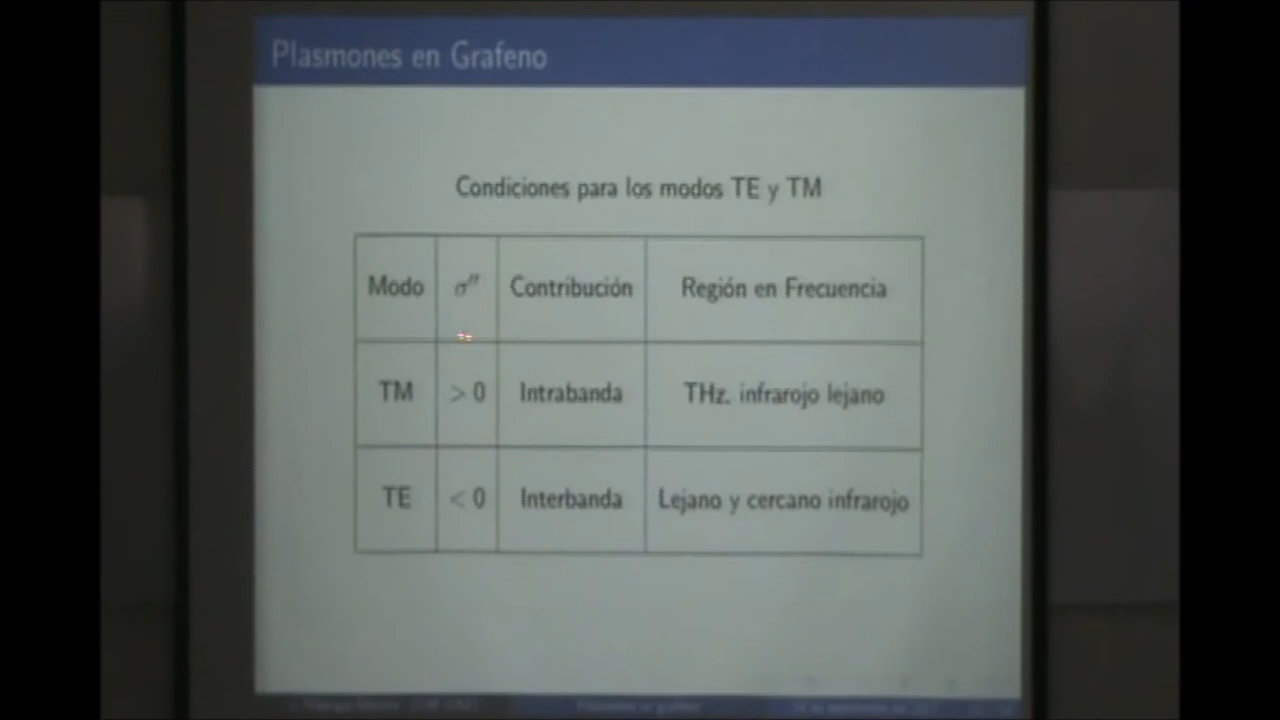 Plasmones en Grafeno
Condiciones para los modos TE y TM
Modo σ″ Contribución Región en Frecuencia
TM > 0 Intrabanda THz, infrarojo lejano
TE < 0 Interbanda Lejano y cercano infrarojo